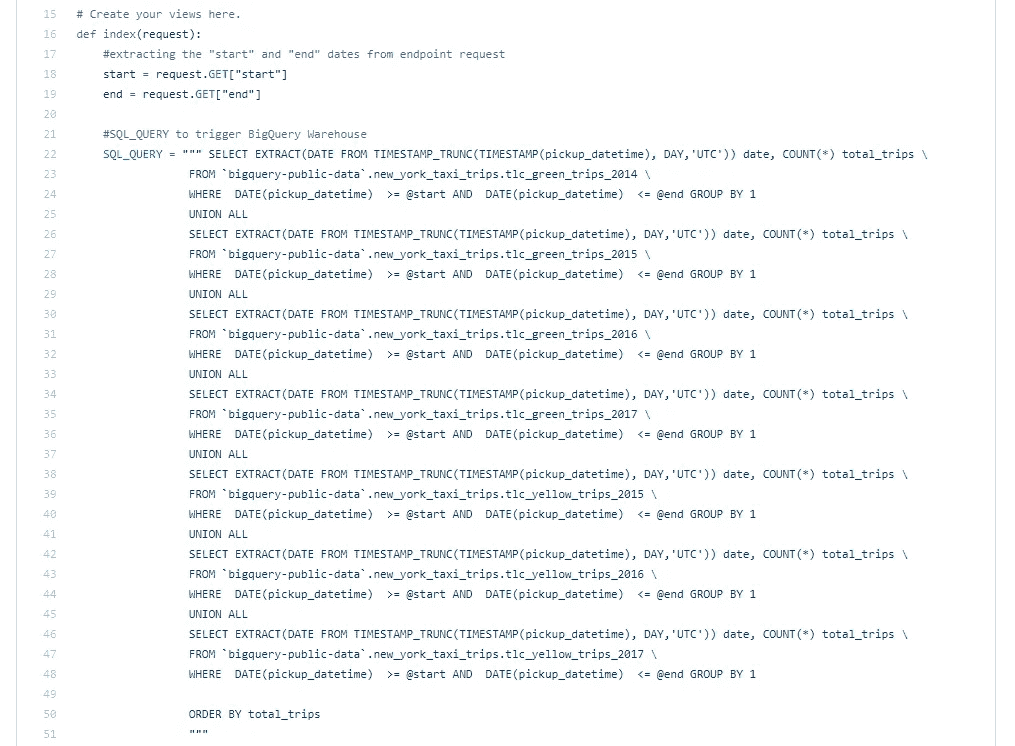 15 # Create your views here.
16 def index(request):
17     #extracting the "start" and "end" dates from endpoint request
18     start = request.GET["start"]
19     end = request.GET["end"]
20
21     #SQL_QUERY to trigger BigQuery Warehouse
22     SQL_QUERY = """ SELECT EXTRACT(DATE FROM TIMESTAMP_TRUNC(TIMESTAMP(pickup_datetime), DAY,'UTC')) date, COUNT(*) total_trips \
23                  FROM `bigquery-public-data`.new_york_taxi_trips.tlc_green_trips_2014 \
24                  WHERE  DATE(pickup_datetime)  >= @start AND  DATE(pickup_datetime)  <= @end GROUP BY 1
25                  UNION ALL
26                  SELECT EXTRACT(DATE FROM TIMESTAMP_TRUNC(TIMESTAMP(pickup_datetime), DAY,'UTC')) date, COUNT(*) total_trips \
27                  FROM `bigquery-public-data`.new_york_taxi_trips.tlc_green_trips_2015 \
28                  WHERE  DATE(pickup_datetime)  >= @start AND  DATE(pickup_datetime)  <= @end GROUP BY 1
29                  UNION ALL
30                  SELECT EXTRACT(DATE FROM TIMESTAMP_TRUNC(TIMESTAMP(pickup_datetime), DAY,'UTC')) date, COUNT(*) total_trips \
31                  FROM `bigquery-public-data`.new_york_taxi_trips.tlc_green_trips_2016 \
32                  WHERE  DATE(pickup_datetime)  >= @start AND  DATE(pickup_datetime)  <= @end GROUP BY 1
33                  UNION ALL
34                  SELECT EXTRACT(DATE FROM TIMESTAMP_TRUNC(TIMESTAMP(pickup_datetime), DAY,'UTC')) date, COUNT(*) total_trips \
35                  FROM `bigquery-public-data`.new_york_taxi_trips.tlc_green_trips_2017 \
36                  WHERE  DATE(pickup_datetime)  >= @start AND  DATE(pickup_datetime)  <= @end GROUP BY 1
37                  UNION ALL
38                  SELECT EXTRACT(DATE FROM TIMESTAMP_TRUNC(TIMESTAMP(pickup_datetime), DAY,'UTC')) date, COUNT(*) total_trips \
39                  FROM `bigquery-public-data`.new_york_taxi_trips.tlc_yellow_trips_2015 \
40                  WHERE  DATE(pickup_datetime)  >= @start AND  DATE(pickup_datetime)  <= @end GROUP BY 1
41                  UNION ALL
42                  SELECT EXTRACT(DATE FROM TIMESTAMP_TRUNC(TIMESTAMP(pickup_datetime), DAY,'UTC')) date, COUNT(*) total_trips \
43                  FROM `bigquery-public-data`.new_york_taxi_trips.tlc_yellow_trips_2016 \
44                  WHERE  DATE(pickup_datetime)  >= @start AND  DATE(pickup_datetime)  <= @end GROUP BY 1
45                  UNION ALL
46                  SELECT EXTRACT(DATE FROM TIMESTAMP_TRUNC(TIMESTAMP(pickup_datetime), DAY,'UTC')) date, COUNT(*) total_trips \
47                  FROM `bigquery-public-data`.new_york_taxi_trips.tlc_yellow_trips_2017 \
48                  WHERE  DATE(pickup_datetime)  >= @start AND  DATE(pickup_datetime)  <= @end GROUP BY 1
49
50                  ORDER BY total_trips
51                  """